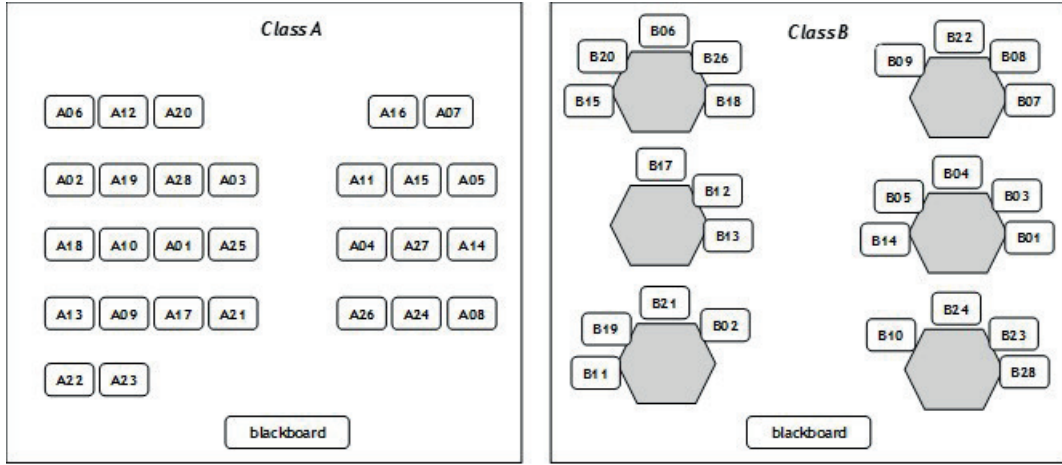 Class A
A06 A12 A20 A16 A07
A02 A19 A28 A03 A11 A15 A05
A18 A10 A01 A25 A04 A27 A14
A13 A09 A17 A21 A26 A24 A08
A22 A23
blackboard
Class B
B06
B20 B26
B15 B18
B22
B09 B08
B07
B17
B12
B13
B04
B05 B03
B14 B01
B21
B19 B02
B11
B24
B10 B23
B28
blackboard